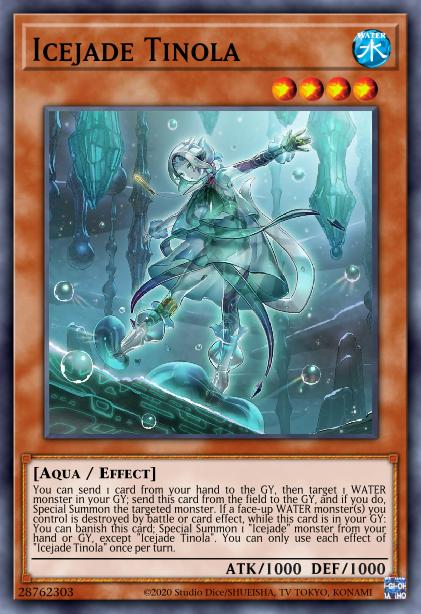 Icejade Tinola
WATER
水
[Aqua / Effect]
You can send 1 card from your hand to the GY, then target 1 WATER
monster in your GY; send this card from the field to the GY, and if you do,
Special Summon the targeted monster. If a face-up WATER monster(s) you
control is destroyed by battle or card effect, while this card is in your GY:
You can banish this card; Special Summon 1 "Icejade" monster from your
hand or GY, except "Icejade Tinola". You can only use each effect of
"Icejade Tinola" once per turn.
ATK/1000 DEF/1000
28762303
©2020 Studio Dice/SHUEISHA, TV TOKYO, KONAMI